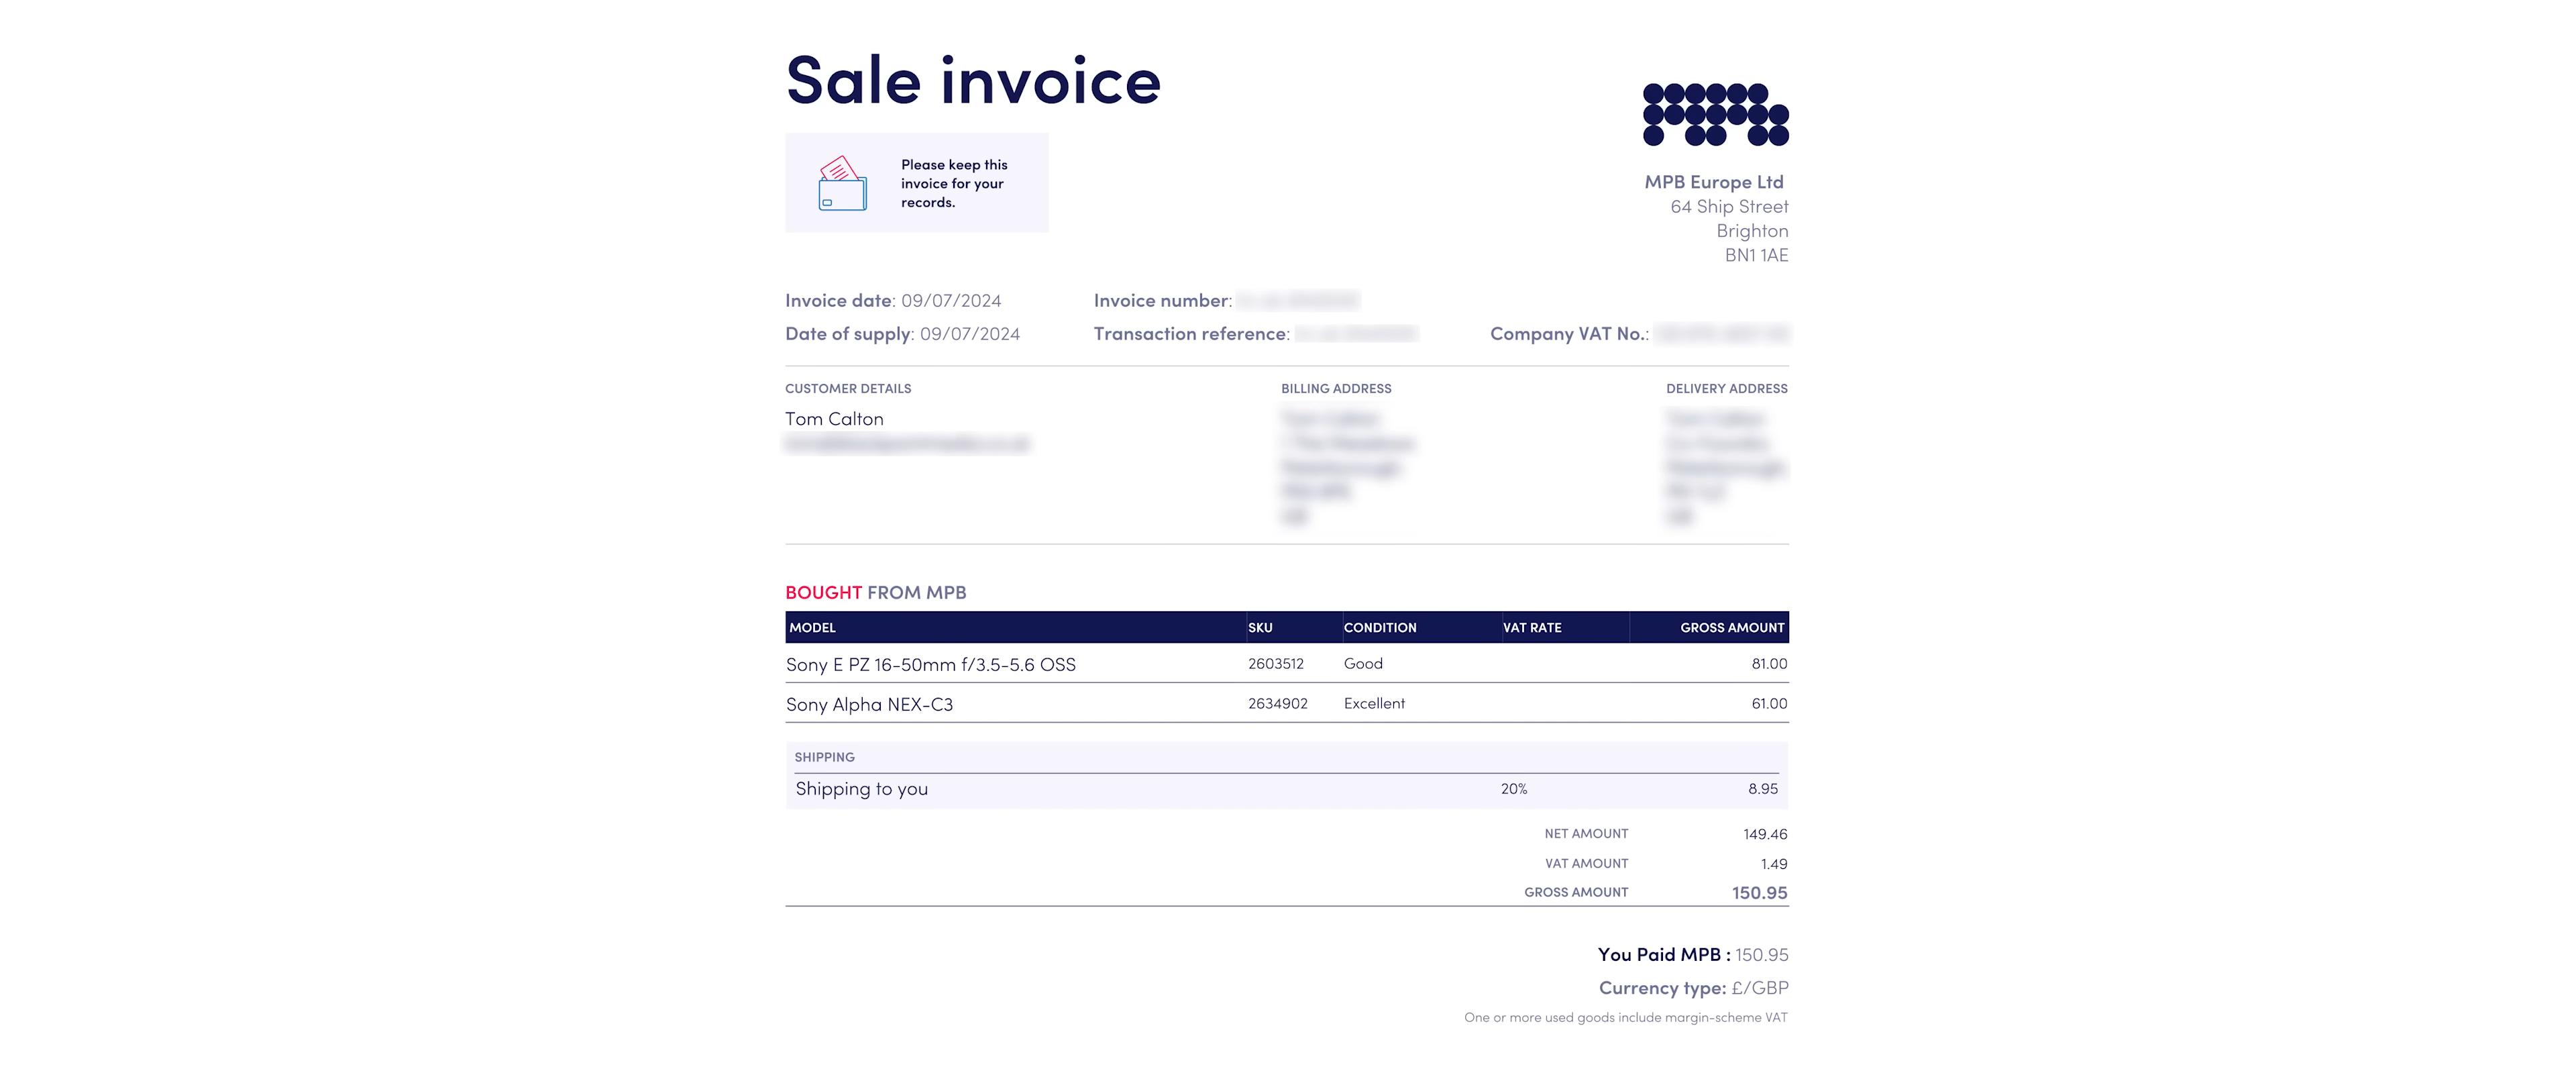 Sale invoice
Please keep this
invoice for your
records.
MPB Europe Ltd
64 Ship Street
Brighton
BN1 1AE
Invoice date: 09/07/2024
Invoice number:
Date of supply: 09/07/2024
Transaction reference:
Company VAT No.:
CUSTOMER DETAILS
Tom Calton
BILLING ADDRESS
DELIVERY ADDRESS
BOUGHT FROM MPB
MODEL SKU CONDITION VAT RATE GROSS AMOUNT
Sony E PZ 16-50mm f/3.5-5.6 OSS 2603512 Good 81.00
Sony Alpha NEX-C3 2634902 Excellent 61.00
SHIPPING
Shipping to you 20% 8.95
NET AMOUNT 149.46
VAT AMOUNT 1.49
GROSS AMOUNT 150.95
You Paid MPB : 150.95
Currency type: £/GBP
One or more used goods include margin-scheme VAT